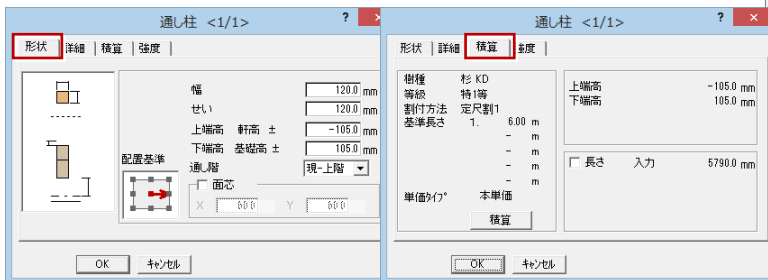 通し柱 <1/1>
? ×
形状 詳細 積算 強度
幅 120.0 mm
せい 120.0 mm
上端高 軒高 ± -105.0 mm
下端高 基礎高 ± 105.0 mm
配置基準
通し階 現-上階
面芯
X 60.0 Y 60.0
OK キャンセル
通し柱 <1/1>
? ×
形状 詳細 積算 強度
樹種 杉 KD
等級 特1等
割付方法 定尺割1
基準長さ 1. 6.00 m
- m
- m
- m
- m
単価タイプ 本単価
積算
上端高 -105.0 mm
下端高 105.0 mm
長さ 入力 5790.0 mm
OK キャンセル